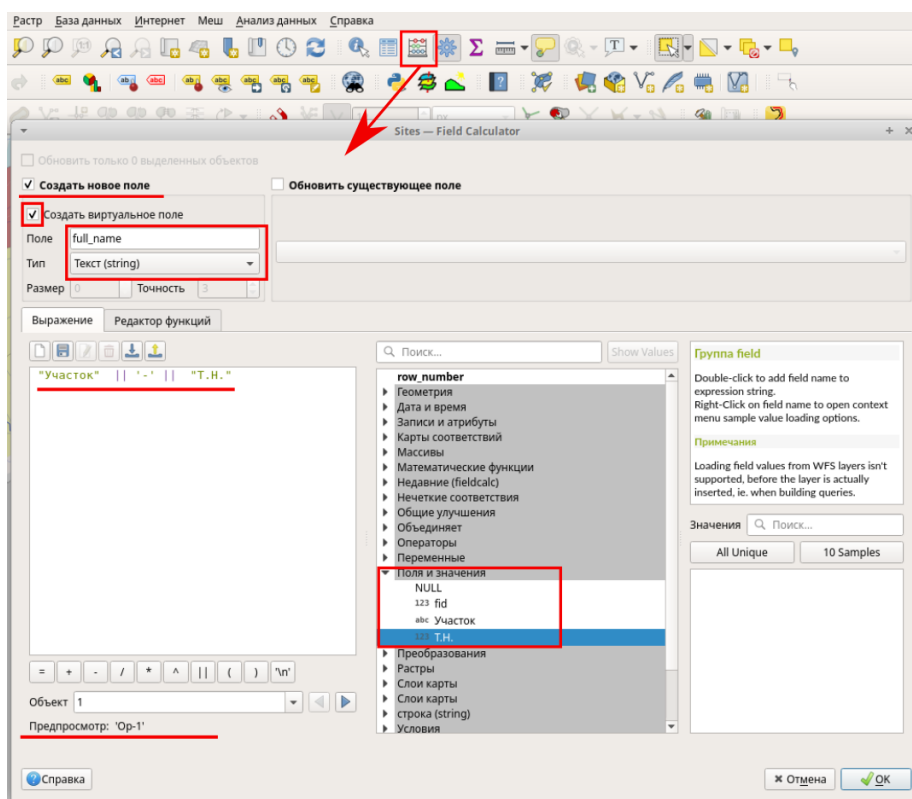 Растр База данных Интернет Меш Анализ данных Справка
Sites — Field Calculator
Обновить только 0 выделенных объектов
Создать новое поле
Обновить существующее поле
Создать виртуальное поле
Поле full_name
Тип Текст (string)
Размер 0 Точность 3
Выражение Редактор функций
"Участок" || '-' || "Т.Н."
= + - / * ^ || ( ) '\n'
Объект 1
Предпросмотр: 'Ор-1'
Поиск... Show Values
row_number
Геометрия
Дата и время
Записи и атрибуты
Карты соответствий
Массивы
Математические функции
Недавние (fieldcalc)
Нечеткие соответствия
Общие улучшения
Объединяет
Операторы
Переменные
Поля и значения
NULL
123 fid
abc Участок
123 Т.Н.
Преобразования
Растры
Слои карты
Слои карты
строка (string)
Условия
Группа field
Double-click to add field name to
expression string.
Right-Click on field name to open context
menu sample value loading options.
Примечания
Loading field values from WFS layers isn't
supported, before the layer is actually
inserted, ie. when building queries.
Значения Поиск...
All Unique 10 Samples
Справка
Отмена OK